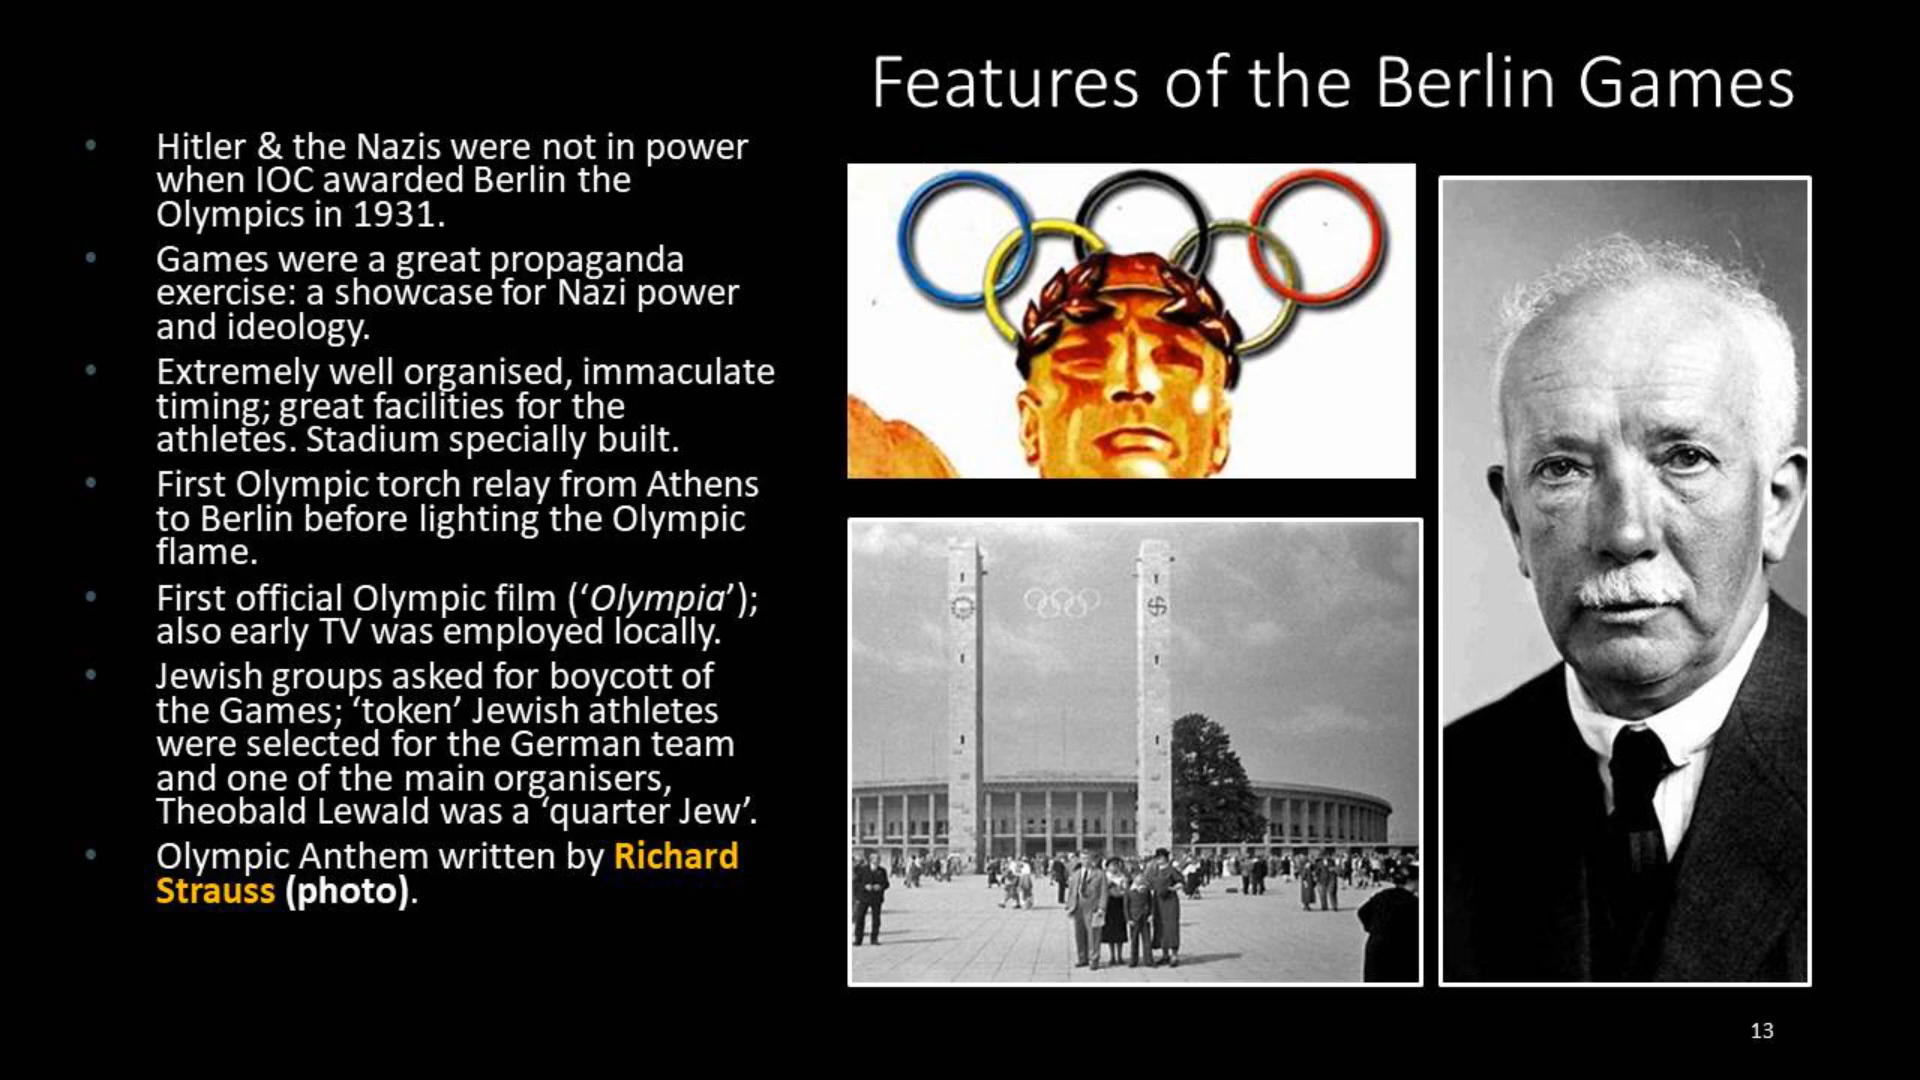 Features of the Berlin Games
• Hitler & the Nazis were not in power
when IOC awarded Berlin the
Olympics in 1931.
• Games were a great propaganda
exercise: a showcase for Nazi power
and ideology.
• Extremely well organised, immaculate
timing; great facilities for the
athletes. Stadium specially built.
• First Olympic torch relay from Athens
to Berlin before lighting the Olympic
flame.
• First official Olympic film (‘Olympia’);
also early TV was employed locally.
• Jewish groups asked for boycott of
the Games; ‘token’ Jewish athletes
were selected for the German team
and one of the main organisers,
Theobald Lewald was a ‘quarter Jew’.
• Olympic Anthem written by Richard
Strauss (photo).
13